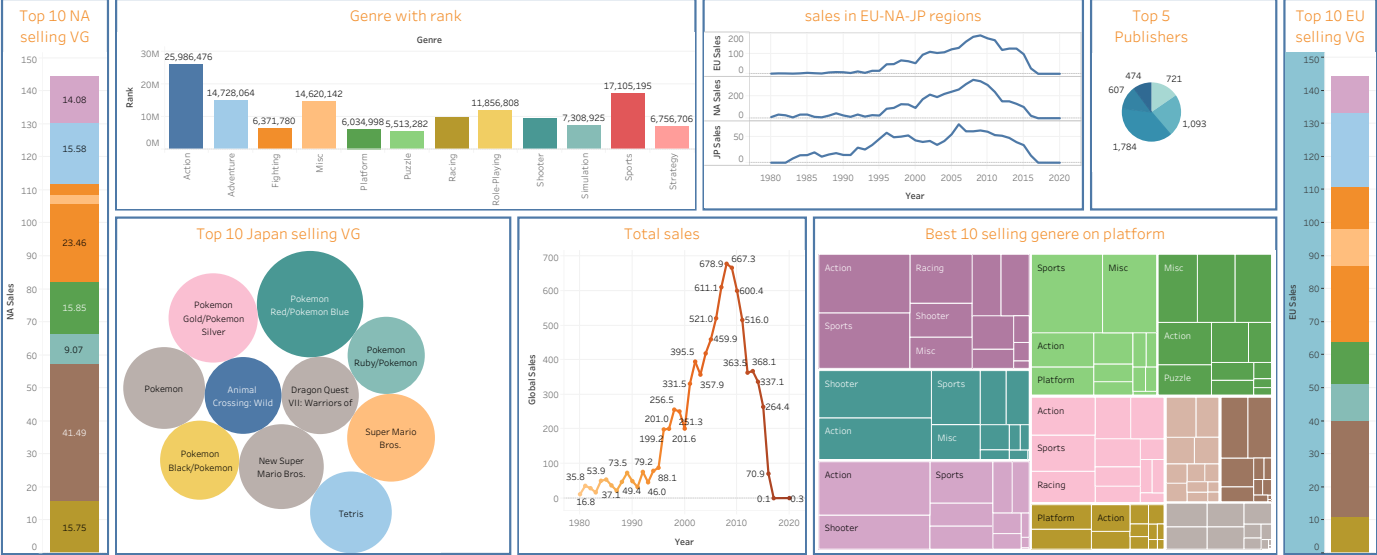 Top 10 NA
selling VG
150
140
130
120
110
100
90
80
70
60
50
40
30
20
10
0
NA Sales
14.08
15.58
23.46
15.85
9.07
41.49
15.75
Genre with rank
Genre
Rank
30M
20M
10M
0M
25,986,476
14,728,064
6,371,780
14,620,142
6,034,998
5,513,282
11,856,808
7,308,925
17,105,195
6,756,706
Action
Adventure
Fighting
Misc
Platform
Puzzle
Racing
Role-Playing
Shooter
Simulation
Sports
Strategy
sales in EU-NA-JP regions
EU Sales
200
100
0
NA Sales
200
0
JP Sales
50
0
1980
1985
1990
1995
2000
2005
2010
2015
2020
Year
Top 5
Publishers
474
721
607
1,093
1,784
Top 10 EU
selling VG
150
140
130
120
110
100
90
80
70
60
50
40
30
20
10
0
EU Sales
Top 10 Japan selling VG
Pokemon
Red/Pokemon Blue
Pokemon
Gold/Pokemon
Silver
Pokemon
Ruby/Pokemon
Pokemon
Animal
Crossing: Wild
Dragon Quest
VII: Warriors of
Super Mario
Bros.
Pokemon
Black/Pokemon
New Super
Mario Bros.
Tetris
Total sales
Global Sales
700
600
500
400
300
200
100
0
678.9
667.3
611.1
600.4
521.0
516.0
459.9
395.5
363.5
368.1
331.5
357.9
337.1
256.5
264.4
201.0
251.3
199.2
201.6
35.8
53.9
73.5
79.2
88.1
70.9
16.8
37.1
49.4
46.0
0.1
0.3
1980
1990
2000
2010
2020
Year
Best 10 selling genere on platform
Action
Racing
Sports
Shooter
Misc
Sports
Misc
Action
Platform
Misc
Action
Puzzle
Shooter
Sports
Action
Misc
Action
Sports
Racing
Action
Sports
Shooter
Platform
Action